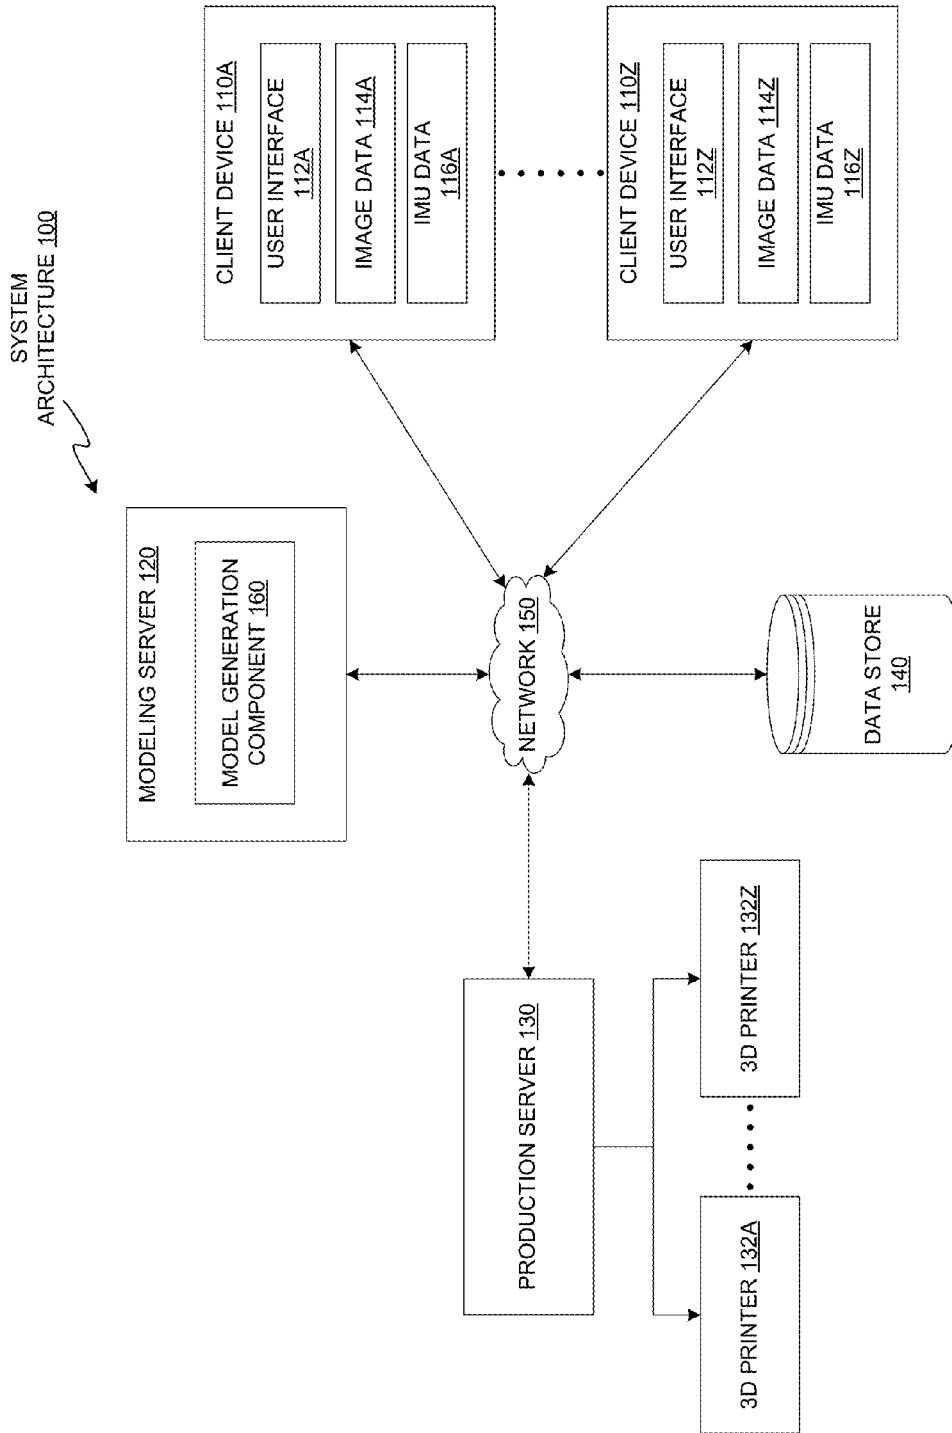 SYSTEM
ARCHITECTURE 100
MODELING SERVER 120
MODEL GENERATION
COMPONENT 160
CLIENT DEVICE 110A
USER INTERFACE
112A
IMAGE DATA 114A
IMU DATA
116A
PRODUCTION SERVER 130
NETWORK 150
CLIENT DEVICE 110Z
USER INTERFACE
112Z
IMAGE DATA 114Z
IMU DATA
116Z
3D PRINTER 132A
3D PRINTER 132Z
DATA STORE
140